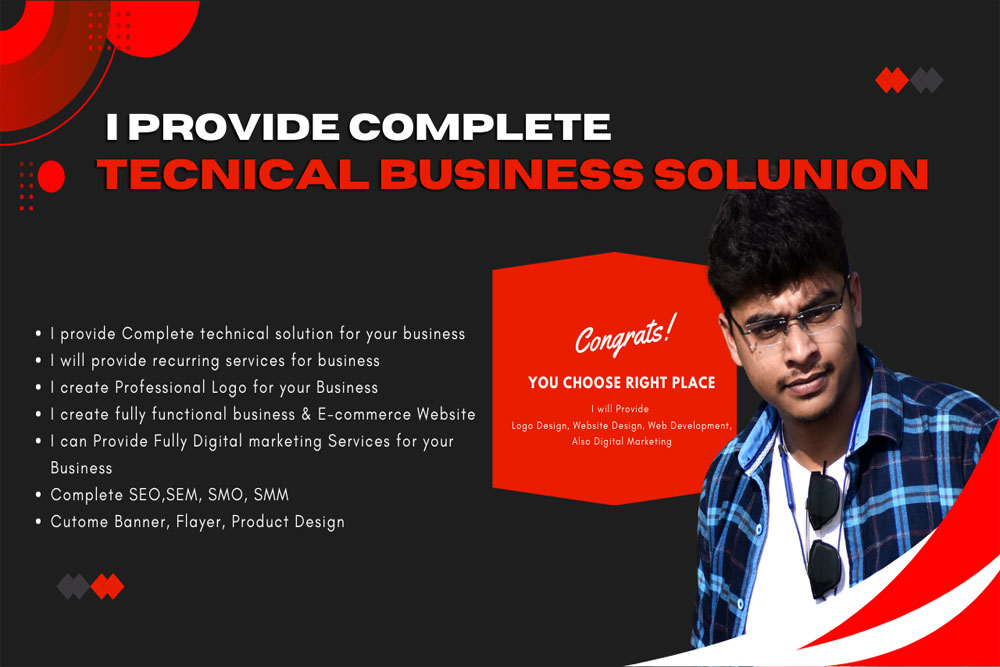 I PROVIDE COMPLETE
TECNICAL BUSINESS SOLUNION
• I provide Complete technical solution for your business
• I will provide recurring services for business
• I create Professional Logo for your Business
• I create fully functional business & E-commerce Website
• I can Provide Fully Digital marketing Services for your
Business
• Complete SEO,SEM, SMO, SMM
• Cutome Banner, Flayer, Product Design
Congrats!
YOU CHOOSE RIGHT PLACE
I will Provide
Logo Design, Website Design, Web Development,
Also Digital Marketing